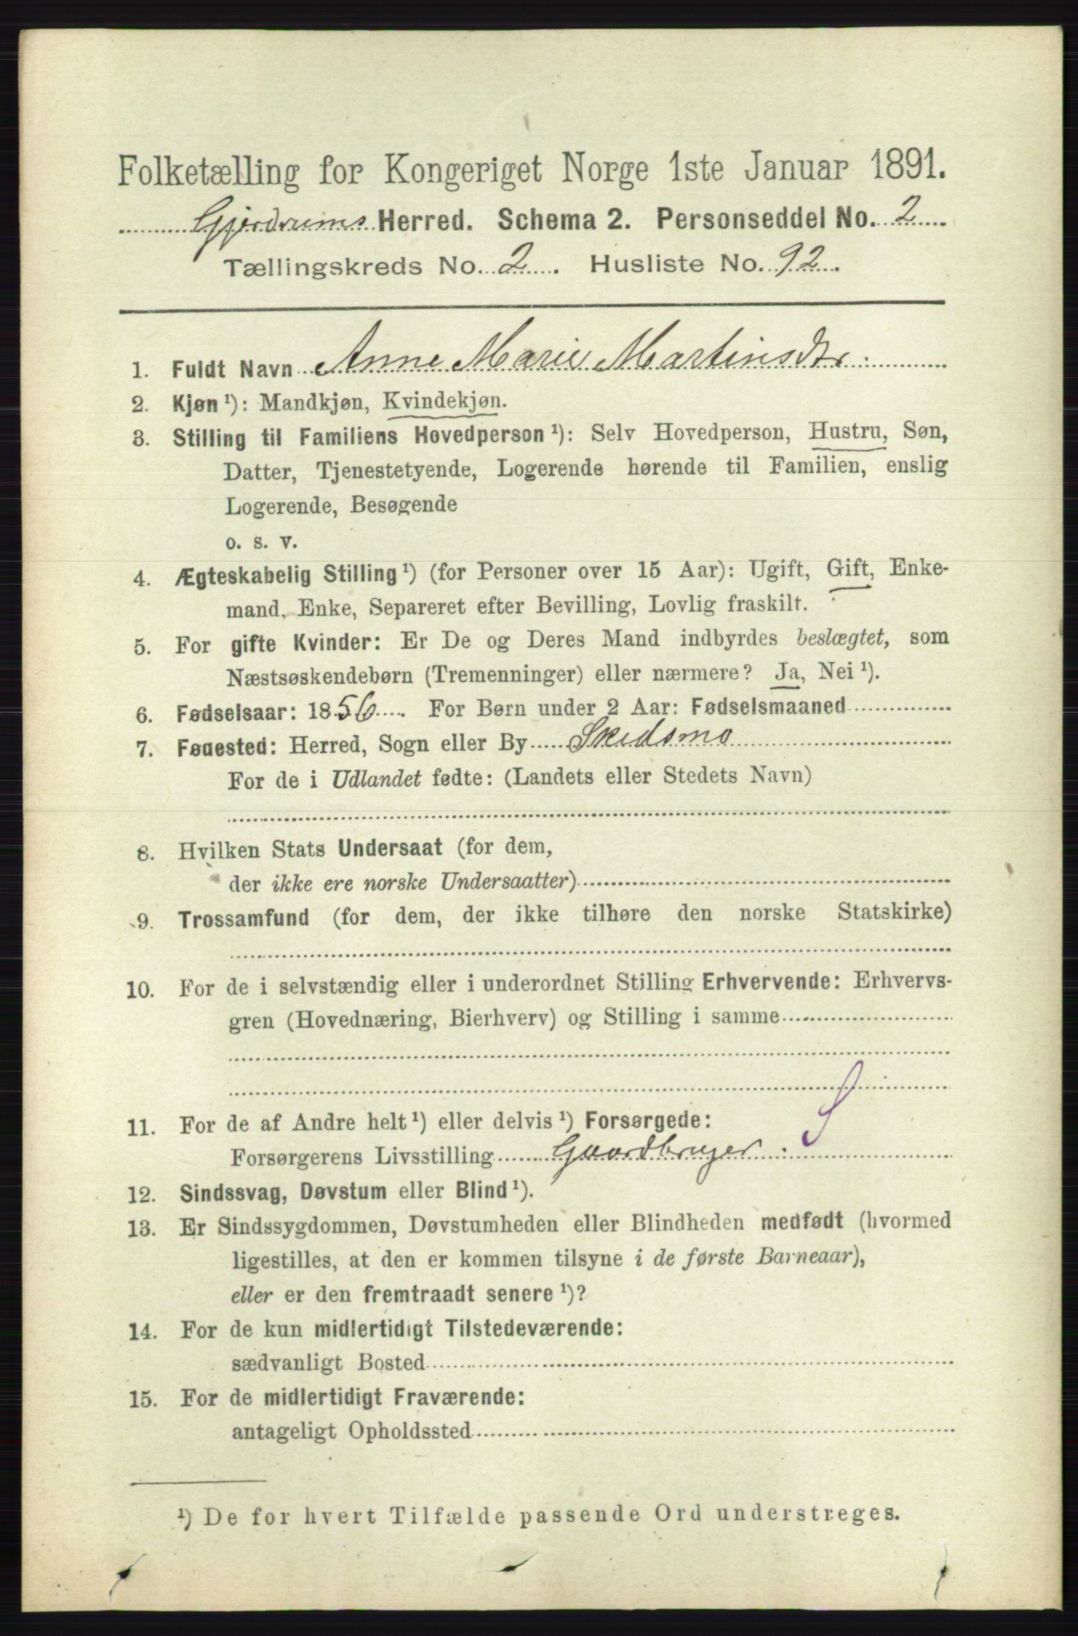 Folketælling for Kongeriget Norge 1ste Januar 1891.
Gjerdrums Herred. Schema 2. Personseddel No. 2
Tællingskreds No. 2. Husliste No. 92.
1. Fuldt Navn Anne Marie Martinsdtr.
2. Kjøn ¹): Mandkjøn, Kvindekjøn.
3. Stilling til Familiens Hovedperson ¹): Selv Hovedperson, Hustru, Søn,
Datter, Tjenestetyende, Logerende hørende til Familien, enslig
Logerende, Besøgende
o. s. v.
4. Ægteskabelig Stilling ¹) (for Personer over 15 Aar): Ugift, Gift, Enke-
mand, Enke, Separeret efter Bevilling, Lovlig fraskilt.
5. For gifte Kvinder: Er De og Deres Mand indbyrdes beslægtet, som
Næstsøskendebørn (Tremenninger) eller nærmere? Ja, Nei ¹).
6. Fødselsaar: 1856. For Børn under 2 Aar: Fødselsmaaned
7. Fødested: Herred, Sogn eller By Skedsmo
For de i Udlandet fødte: (Landets eller Stedets Navn)
8. Hvilken Stats Undersaat (for dem,
der ikke ere norske Undersaatter)
9. Trossamfund (for dem, der ikke tilhøre den norske Statskirke)
10. For de i selvstændig eller i underordnet Stilling Erhvervende: Erhvervs-
gren (Hovednæring, Bierhverv) og Stilling i samme
S
11. For de af Andre helt ¹) eller delvis ¹) Forsørgede:
Forsørgerens Livsstilling Gaardbruger.
12. Sindssvag, Døvstum eller Blind ¹).
13. Er Sindssygdommen, Døvstumheden eller Blindheden medfødt (hvormed
ligestilles, at den er kommen tilsyne i de første Barneaar),
eller er den fremtraadt senere ¹)?
14. For de kun midlertidigt Tilstedeværende:
sædvanligt Bosted
15. For de midlertidigt Fraværende:
antageligt Opholdssted
¹) De for hvert Tilfælde passende Ord understreges.